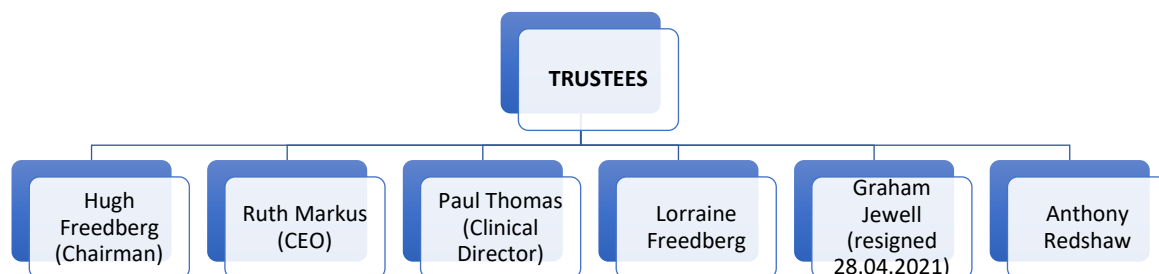 TRUSTEES
Hugh
Freedberg
(Chairman)
Ruth Markus
(CEO)
Paul Thomas
(Clinical
Director)
Lorraine
Freedberg
Graham
Jewell
(resigned
28.04.2021)
Anthony
Redshaw